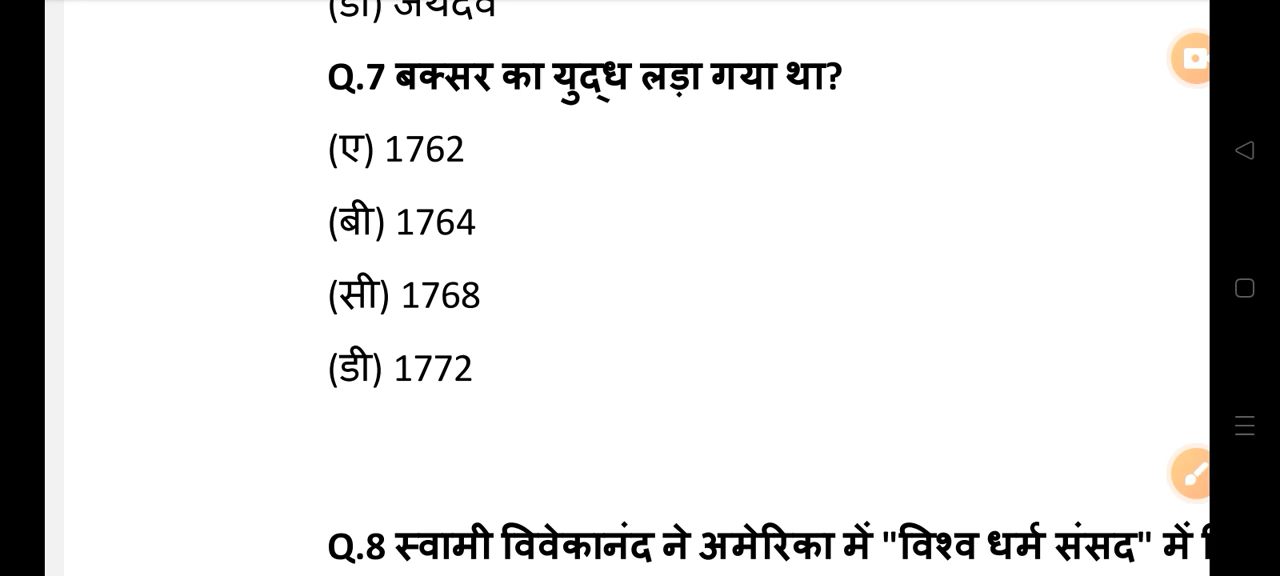 Q.7 बक्सर का युद्ध लड़ा गया था?
(ए) 1762
(बी) 1764
(सी) 1768
(डी) 1772
Q.8 स्वामी विवेकानंद ने अमेरिका में "विश्व धर्म संसद" में